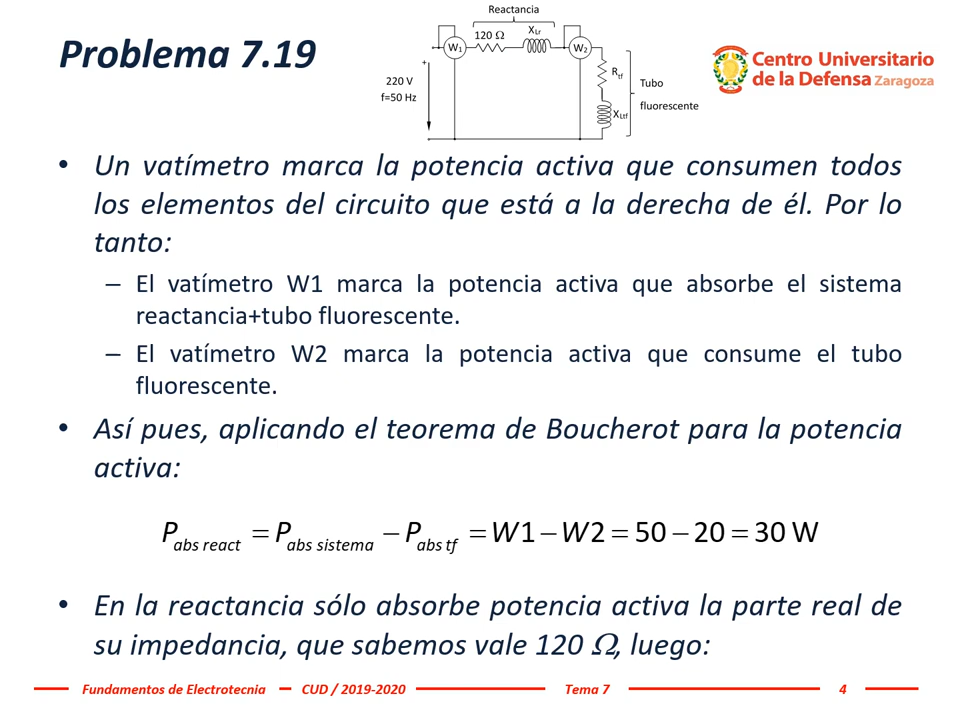 Problema 7.19
Reactancia
120 Ω
XLr
W1
W2
+
220 V
f=50 Hz
Rtf
XLtf
Tubo
fluorescente
Centro Universitario
de la Defensa Zaragoza
• Un vatímetro marca la potencia activa que consumen todos
los elementos del circuito que está a la derecha de él. Por lo
tanto:
– El vatímetro W1 marca la potencia activa que absorbe el sistema
reactancia+tubo fluorescente.
– El vatímetro W2 marca la potencia activa que consume el tubo
fluorescente.
• Así pues, aplicando el teorema de Boucherot para la potencia
activa:
Pabs react = Pabs sistema − Pabs tf = W1 − W2 = 50 − 20 = 30 W
• En la reactancia sólo absorbe potencia activa la parte real de
su impedancia, que sabemos vale 120 Ω, luego:
Fundamentos de Electrotecnia – CUD / 2019-2020 Tema 7 4